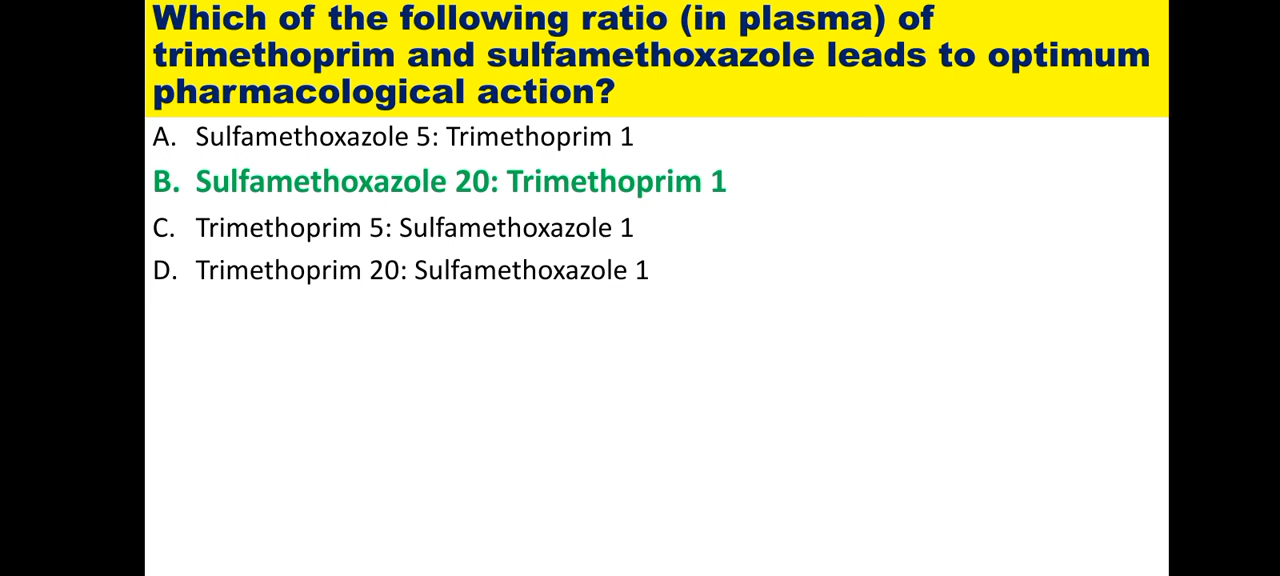 Which of the following ratio (in plasma) of
trimethoprim and sulfamethoxazole leads to optimum
pharmacological action?
A. Sulfamethoxazole 5: Trimethoprim 1
B. Sulfamethoxazole 20: Trimethoprim 1
C. Trimethoprim 5: Sulfamethoxazole 1
D. Trimethoprim 20: Sulfamethoxazole 1